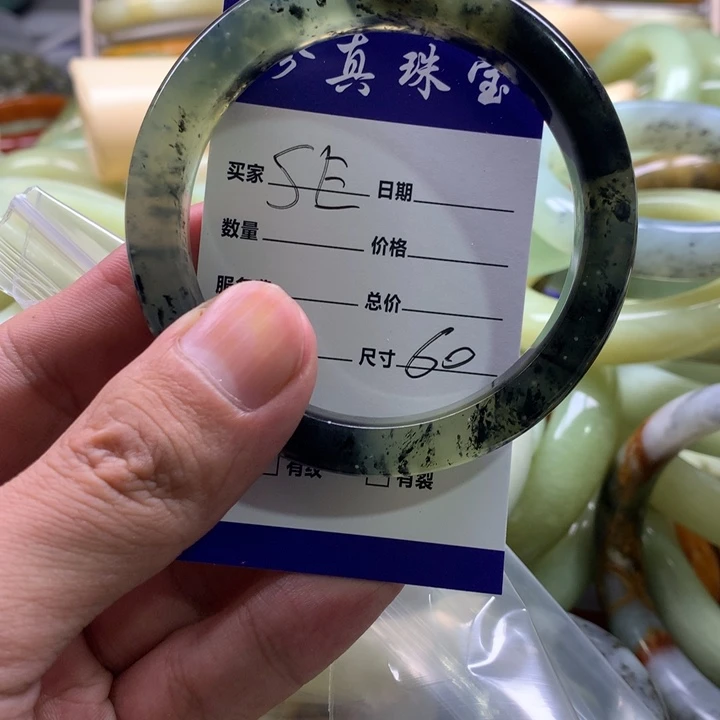 真珠宝
买家 SE 日期
数量 价格
总价
尺寸 60
有纹 有裂